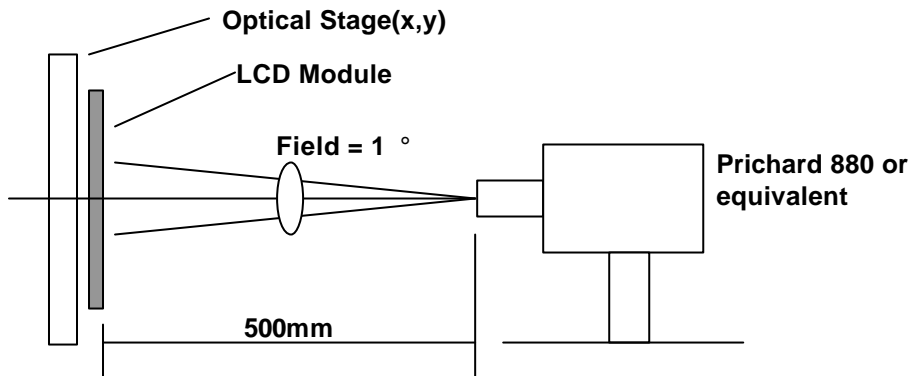 Optical Stage(x,y)
LCD Module
Field = 1 °
Prichard 880 or
equivalent
500mm